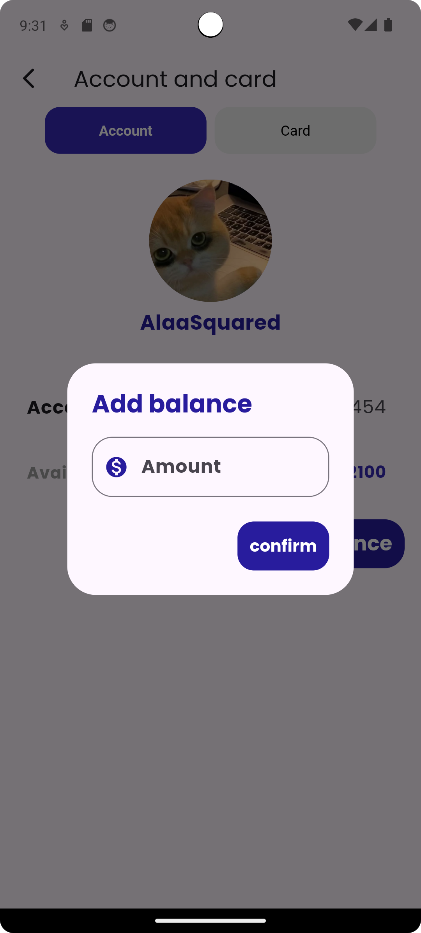 9:31
Account and card
Account
Card
AlaaSquared
Add balance
Amount
confirm